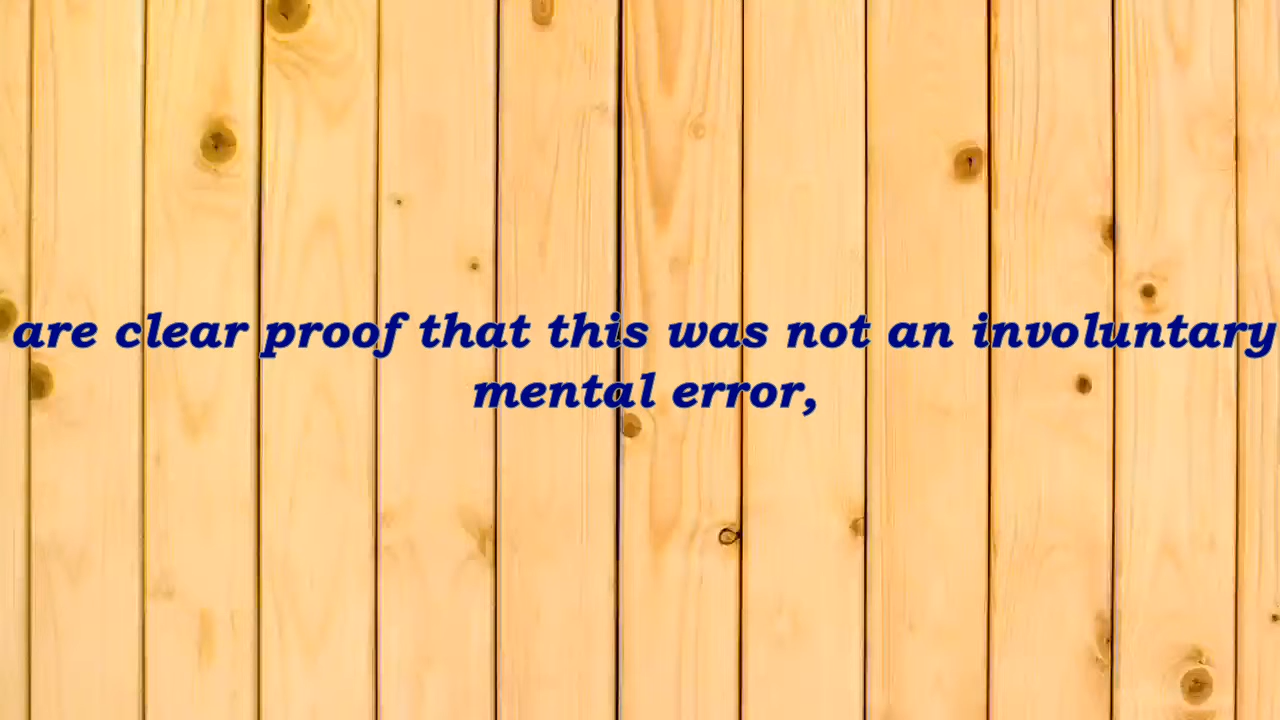 are clear proof that this was not an involuntary
mental error,